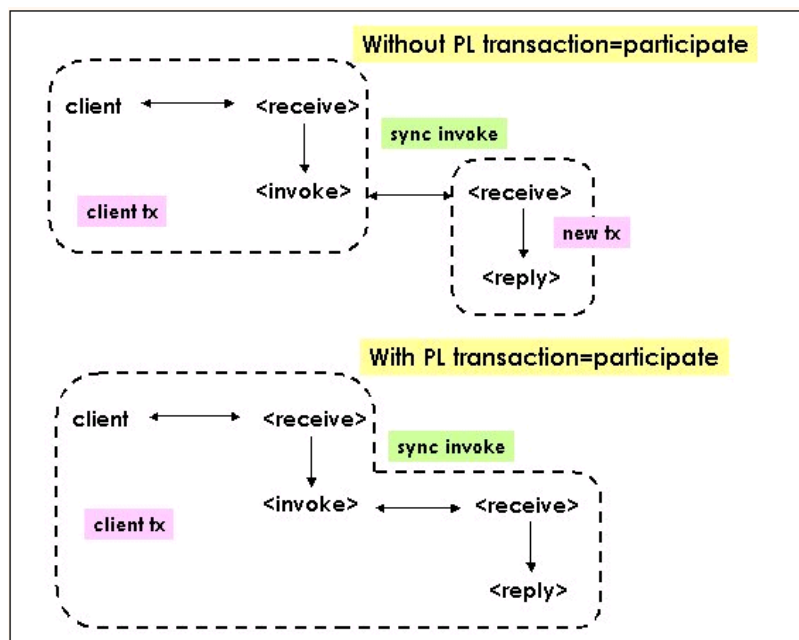 Without PL transaction=participate
client
<receive>
sync invoke
<invoke>
<receive>
client tx
new tx
<reply>
With PL transaction=participate
client
<receive>
sync invoke
<invoke>
<receive>
client tx
<reply>